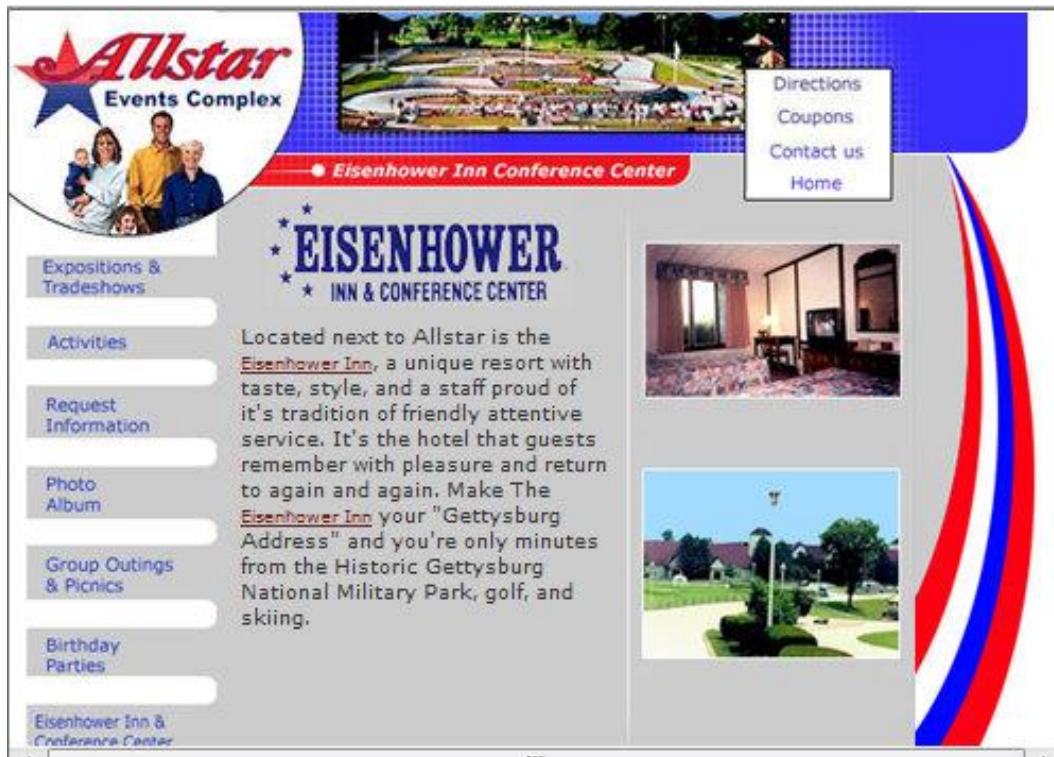 Allstar
Events Complex
Directions
Coupons
Contact us
Home
Eisenhower Inn Conference Center
Expositions &
Tradeshows
Activities
Request
Information
Photo
Album
Group Outings
& Picnics
Birthday
Parties
Eisenhower Inn &
Conference Center
EISENHOWER
INN & CONFERENCE CENTER
Located next to Allstar is the
Eisenhower Inn, a unique resort with
taste, style, and a staff proud of
it's tradition of friendly attentive
service. It's the hotel that guests
remember with pleasure and return
to again and again. Make The
Eisenhower Inn your "Gettysburg
Address" and you're only minutes
from the Historic Gettysburg
National Military Park, golf, and
skiing.